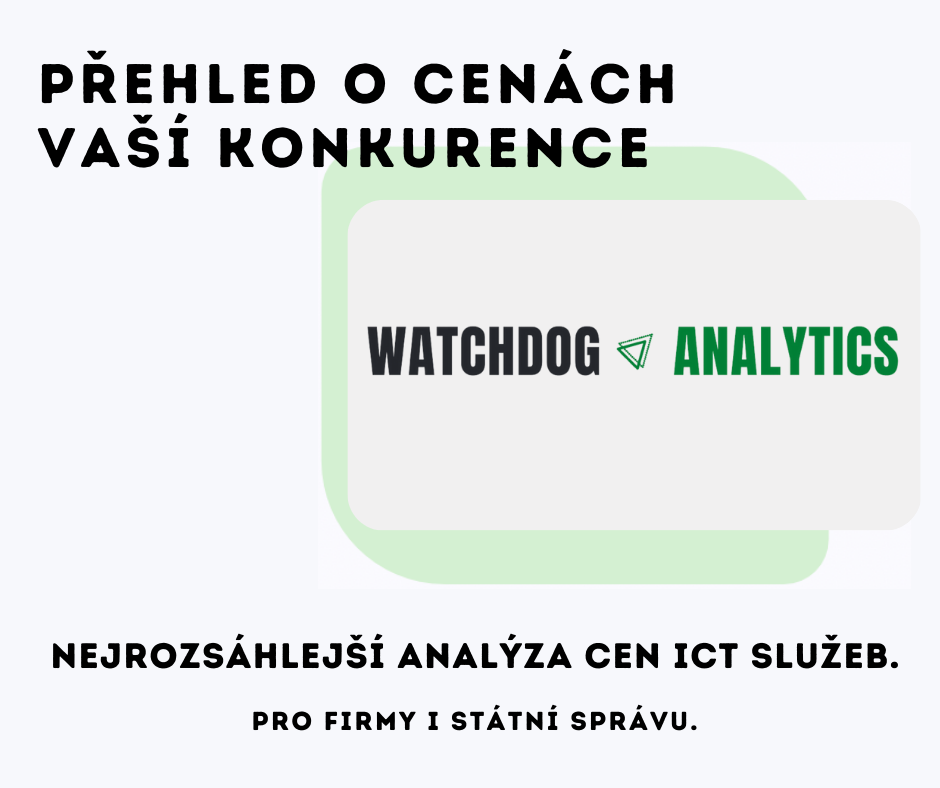 PŘEHLED O CENÁCH
VAŠÍ KONKURENCE
WATCHDOG ANALYTICS
NEJROZSÁHLEJŠÍ ANALÝZA CEN ICT SLUŽEB.
PRO FIRMY I STÁTNÍ SPRÁVU.